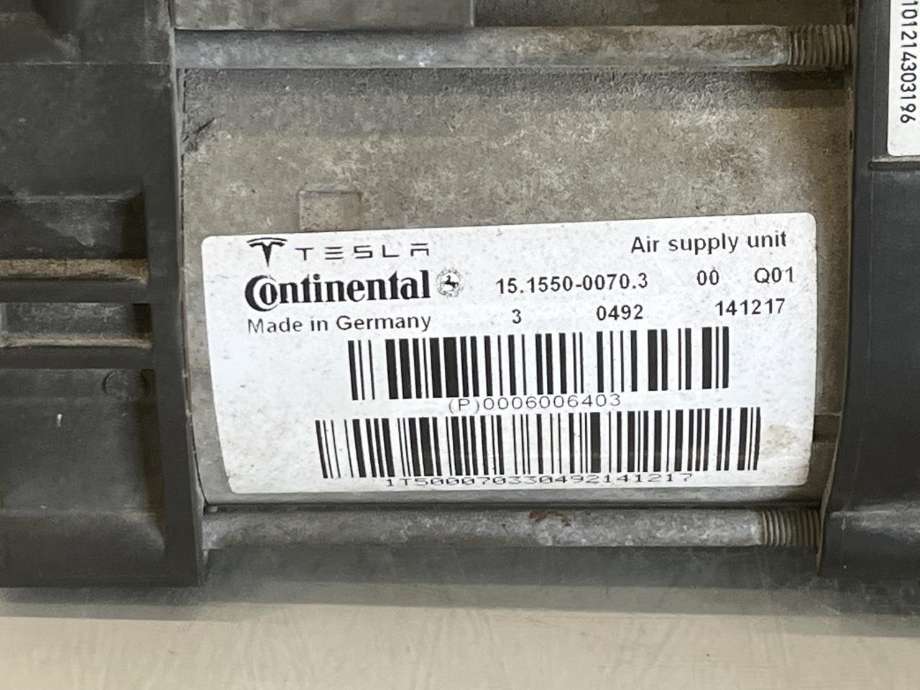 TESLA
Air supply unit
Continental
15.1550-0070.3 00 Q01
Made in Germany
3 0492 141217
(P)0006006403
1T500070330492141217
101214303196